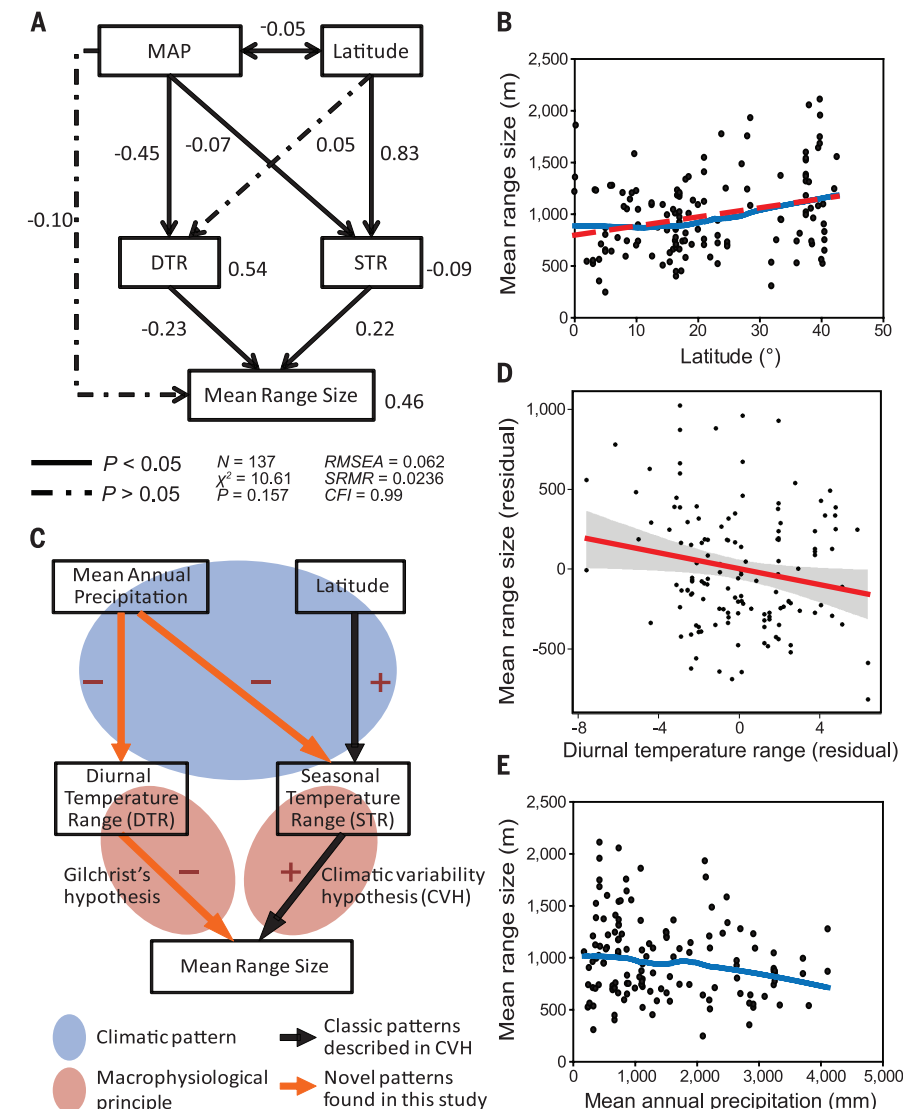 A
MAP
-0.05
Latitude
-0.45
-0.07
0.05
0.83
-0.10
DTR
0.54
STR
-0.09
-0.23
0.22
Mean Range Size
0.46
P < 0.05
P > 0.05
N = 137
χ² = 10.61
P = 0.157
RMSEA = 0.062
SRMR = 0.0236
CFI = 0.99
B
Mean range size (m)
2,500
2,000
1,500
1,000
500
0
0
10
20
30
40
50
Latitude (°)
C
Mean Annual
Precipitation
Latitude
−
−
+
Diurnal
Temperature
Range (DTR)
Seasonal
Temperature
Range (STR)
Gilchrist's
hypothesis
−
+
Climatic variability
hypothesis (CVH)
Mean Range Size
Climatic pattern
Macrophysiological
principle
Classic patterns
described in CVH
Novel patterns
found in this study
D
Mean range size (residual)
1,000
500
0
-500
-8
-4
0
4
Diurnal temperature range (residual)
E
Mean range size (m)
2,500
2,000
1,500
1,000
500
0
0
1,000
2,000
3,000
4,000
5,000
Mean annual precipitation (mm)